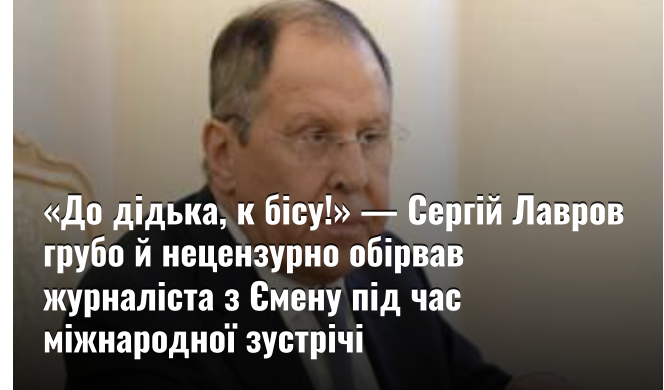 «До дідька, к бісу!» — Сергій Лавров
грубо й нецензурно обірвав
журналіста з Ємену під час
міжнародної зустрічі